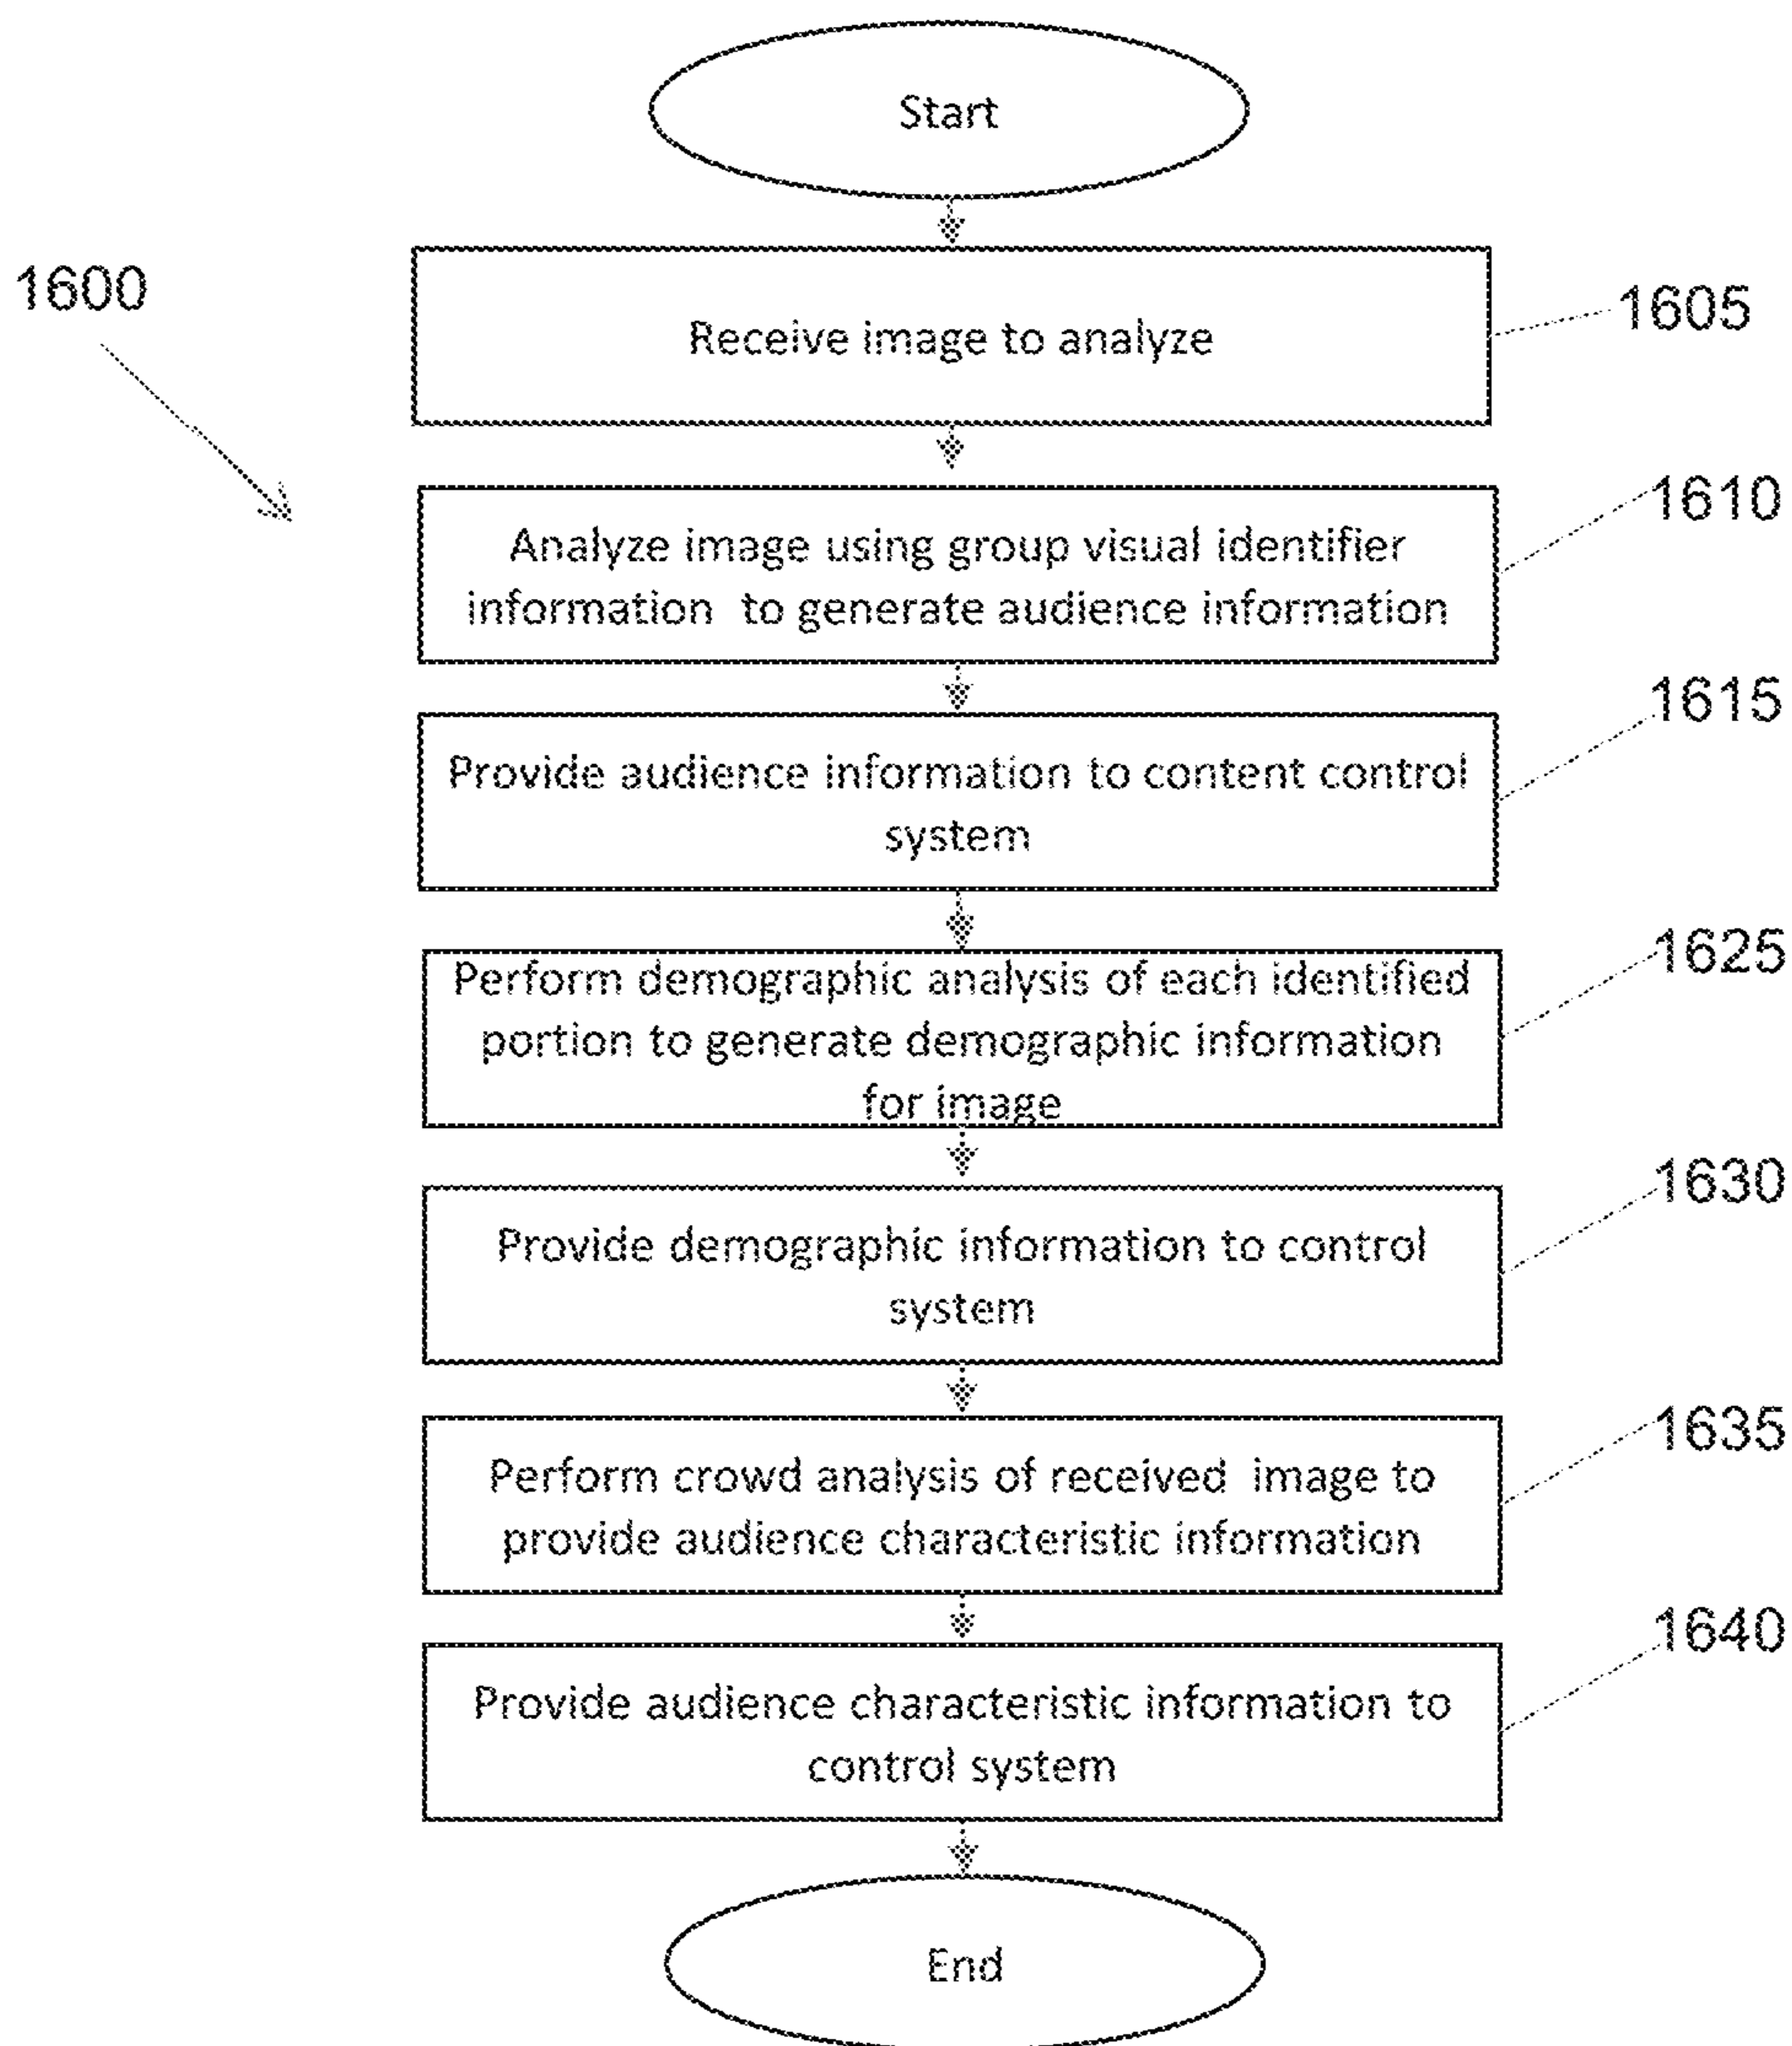 Start
1600
Receive image to analyze
1605
Analyze image using group visual identifier
information to generate audience information
1610
Provide audience information to content control
system
1615
Perform demographic analysis of each identified
portion to generate demographic information
for image
1625
Provide demographic information to control
system
1630
Perform crowd analysis of received image to
provide audience characteristic information
1635
Provide audience characteristic information to
control system
1640
End